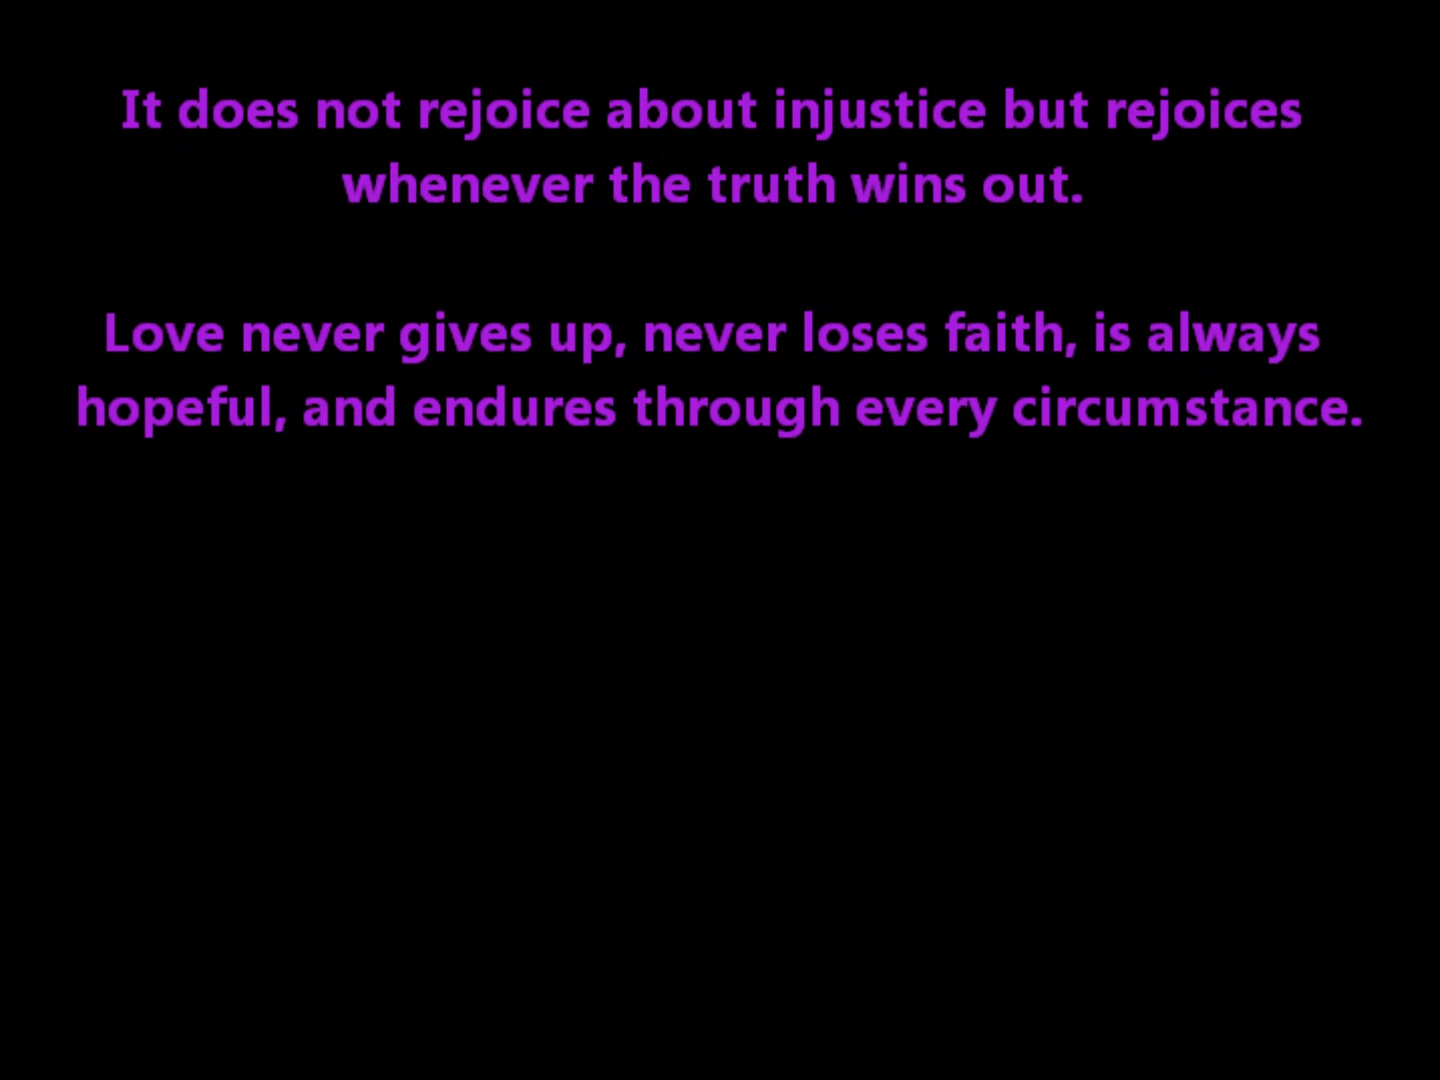 It does not rejoice about injustice but rejoices
whenever the truth wins out.
Love never gives up, never loses faith, is always
hopeful, and endures through every circumstance.